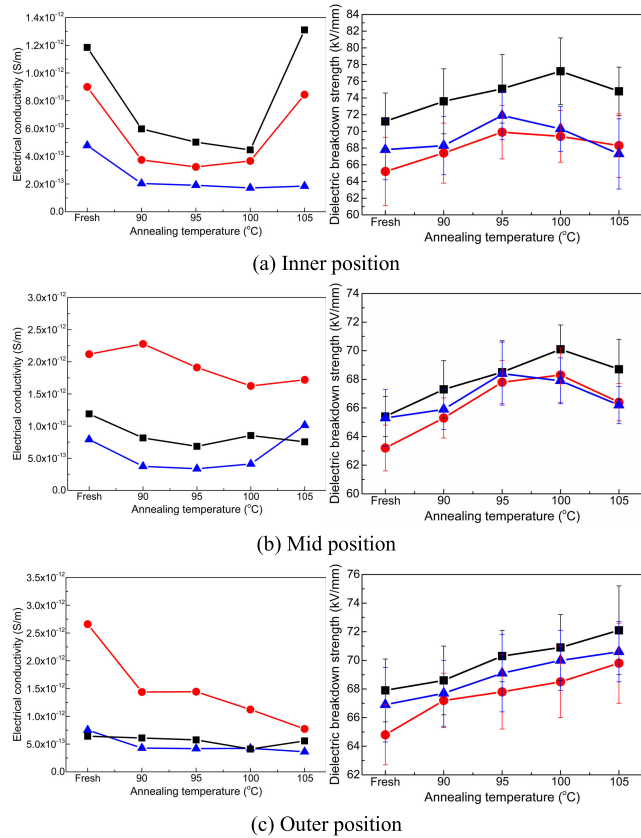 1.4x10⁻¹²
1.2x10⁻¹²
1.0x10⁻¹²
8.0x10⁻¹³
6.0x10⁻¹³
4.0x10⁻¹³
2.0x10⁻¹³
0.0
Electrical conductivity (S/m)
Fresh 90 95 100 105
Annealing temperature (°C)
84
82
80
78
76
74
72
70
68
66
64
62
60
Dielectric breakdown strength (kV/mm)
Fresh 90 95 100 105
Annealing temperature (°C)
(a) Inner position
3.0x10⁻¹²
2.5x10⁻¹²
2.0x10⁻¹²
1.5x10⁻¹²
1.0x10⁻¹²
5.0x10⁻¹³
0.0
Electrical conductivity (S/m)
Fresh 90 95 100 105
Annealing temperature (°C)
74
72
70
68
66
64
62
60
Dielectric breakdown strength (kV/mm)
Fresh 90 95 100 105
Annealing temperature (°C)
(b) Mid position
3.5x10⁻¹²
3.0x10⁻¹²
2.5x10⁻¹²
2.0x10⁻¹²
1.5x10⁻¹²
1.0x10⁻¹²
5.0x10⁻¹³
0.0
Electrical conductivity (S/m)
Fresh 90 95 100 105
Annealing temperature (°C)
76
74
72
70
68
66
64
62
Dielectric breakdown strength (kV/mm)
Fresh 90 95 100 105
Annealing temperature (°C)
(c) Outer position